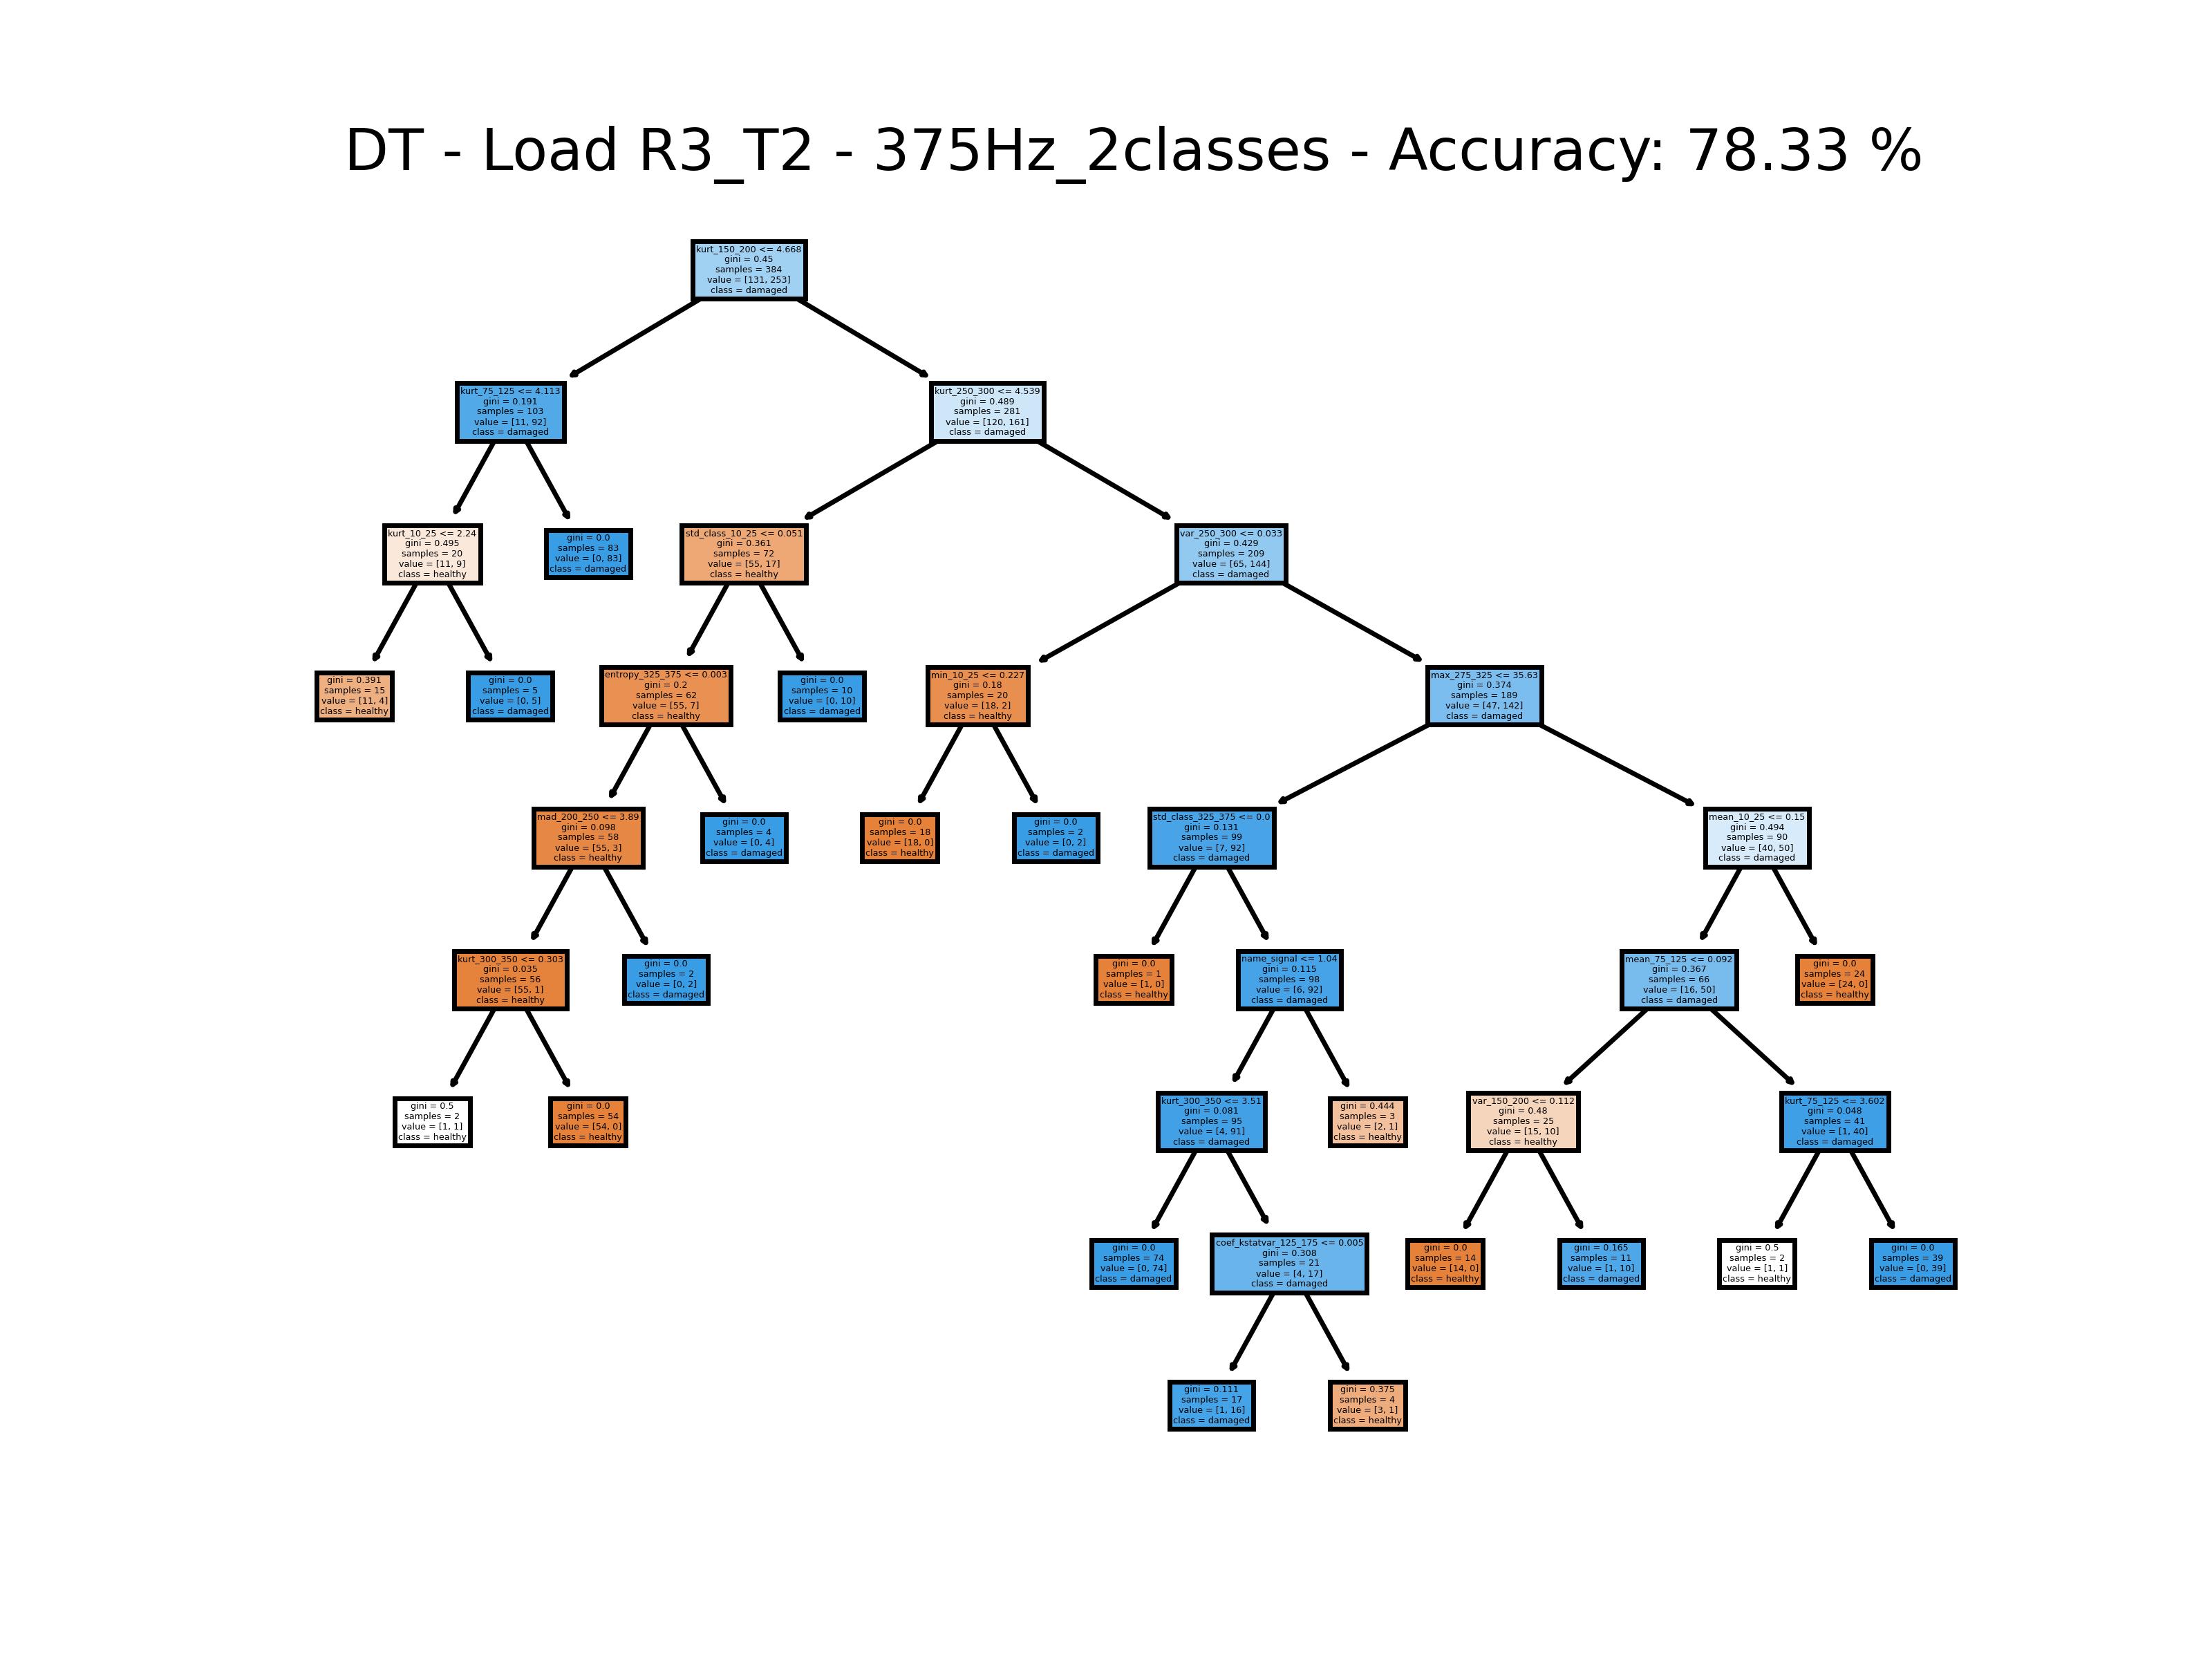 DT - Load R3_T2 - 375Hz_2classes - Accuracy: 78.33 %
kurt_150_200 <= 4.668
gini = 0.45
samples = 384
value = [131, 253]
class = damaged
kurt_75_125 <= 4.113
gini = 0.191
samples = 103
value = [11, 92]
class = damaged
kurt_250_300 <= 4.539
gini = 0.489
samples = 281
value = [120, 161]
class = damaged
kurt_10_25 <= 2.24
gini = 0.495
samples = 20
value = [11, 9]
class = healthy
gini = 0.0
samples = 83
value = [0, 83]
class = damaged
std_class_10_25 <= 0.051
gini = 0.361
samples = 72
value = [55, 17]
class = healthy
var_250_300 <= 0.033
gini = 0.429
samples = 209
value = [65, 144]
class = damaged
gini = 0.391
samples = 15
value = [11, 4]
class = healthy
gini = 0.0
samples = 5
value = [0, 5]
class = damaged
entropy_325_375 <= 0.003
gini = 0.2
samples = 62
value = [55, 7]
class = healthy
gini = 0.0
samples = 10
value = [0, 10]
class = damaged
min_10_25 <= 0.227
gini = 0.18
samples = 20
value = [18, 2]
class = healthy
max_275_325 <= 35.63
gini = 0.374
samples = 189
value = [47, 142]
class = damaged
mad_200_250 <= 3.89
gini = 0.098
samples = 58
value = [55, 3]
class = healthy
gini = 0.0
samples = 4
value = [0, 4]
class = damaged
gini = 0.0
samples = 18
value = [18, 0]
class = healthy
gini = 0.0
samples = 2
value = [0, 2]
class = damaged
std_class_325_375 <= 0.0
gini = 0.131
samples = 99
value = [7, 92]
class = damaged
mean_10_25 <= 0.15
gini = 0.494
samples = 90
value = [40, 50]
class = damaged
kurt_300_350 <= 0.303
gini = 0.035
samples = 56
value = [55, 1]
class = healthy
gini = 0.0
samples = 2
value = [0, 2]
class = damaged
gini = 0.0
samples = 1
value = [1, 0]
class = healthy
name_signal <= 1.04
gini = 0.115
samples = 98
value = [6, 92]
class = damaged
mean_75_125 <= 0.092
gini = 0.367
samples = 66
value = [16, 50]
class = damaged
gini = 0.0
samples = 24
value = [24, 0]
class = healthy
gini = 0.5
samples = 2
value = [1, 1]
class = healthy
gini = 0.0
samples = 54
value = [54, 0]
class = healthy
kurt_300_350 <= 3.51
gini = 0.081
samples = 95
value = [4, 91]
class = damaged
gini = 0.444
samples = 3
value = [2, 1]
class = healthy
var_150_200 <= 0.112
gini = 0.48
samples = 25
value = [15, 10]
class = healthy
kurt_75_125 <= 3.602
gini = 0.048
samples = 41
value = [1, 40]
class = damaged
gini = 0.0
samples = 74
value = [0, 74]
class = damaged
coef_kstatvar_125_175 <= 0.005
gini = 0.308
samples = 21
value = [4, 17]
class = damaged
gini = 0.0
samples = 14
value = [14, 0]
class = healthy
gini = 0.165
samples = 11
value = [1, 10]
class = damaged
gini = 0.5
samples = 2
value = [1, 1]
class = healthy
gini = 0.0
samples = 39
value = [0, 39]
class = damaged
gini = 0.111
samples = 17
value = [1, 16]
class = damaged
gini = 0.375
samples = 4
value = [3, 1]
class = healthy